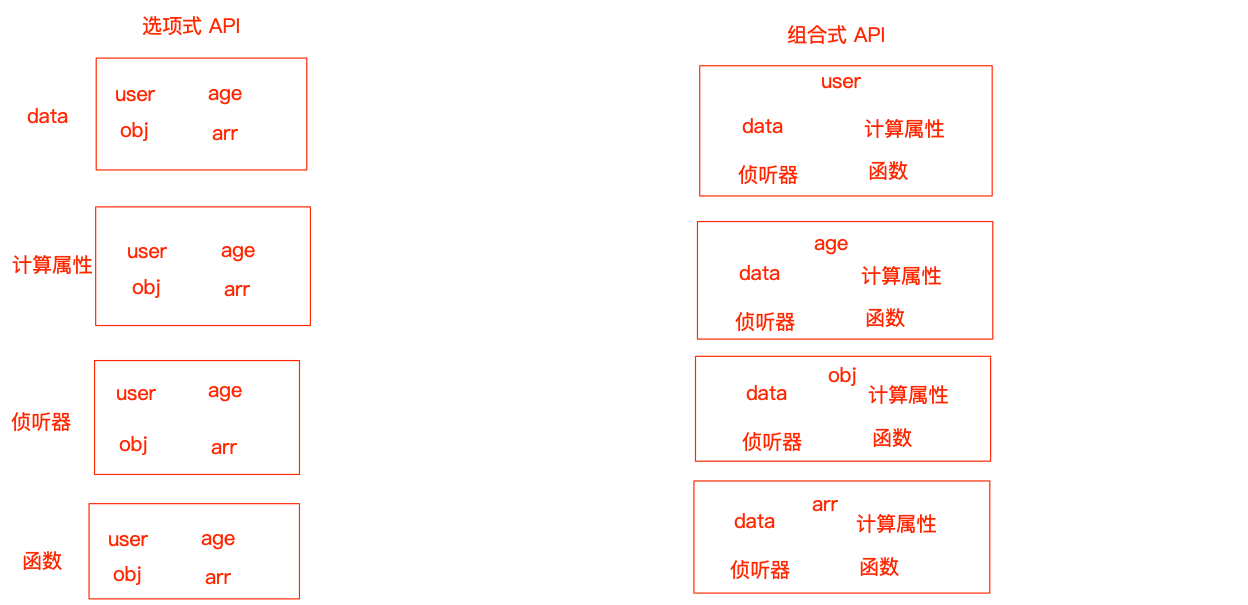 选项式 API
data
user age
obj arr
计算属性
user age
obj arr
侦听器
user age
obj arr
函数
user age
obj arr
组合式 API
user
data 计算属性
侦听器 函数
age
data 计算属性
侦听器 函数
obj
data 计算属性
侦听器 函数
arr
data 计算属性
侦听器 函数